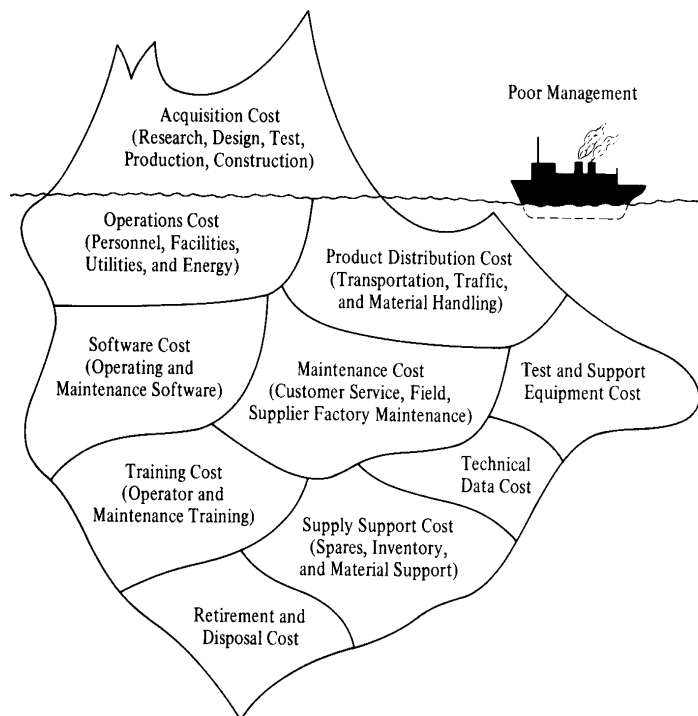 Poor Management
Acquisition Cost
(Research, Design, Test,
Production, Construction)
Operations Cost
(Personnel, Facilities,
Utilities, and Energy)
Product Distribution Cost
(Transportation, Traffic,
and Material Handling)
Software Cost
(Operating and
Maintenance Software)
Maintenance Cost
(Customer Service, Field,
Supplier Factory Maintenance)
Test and Support
Equipment Cost
Training Cost
(Operator and
Maintenance Training)
Technical
Data Cost
Supply Support Cost
(Spares, Inventory,
and Material Support)
Retirement and
Disposal Cost